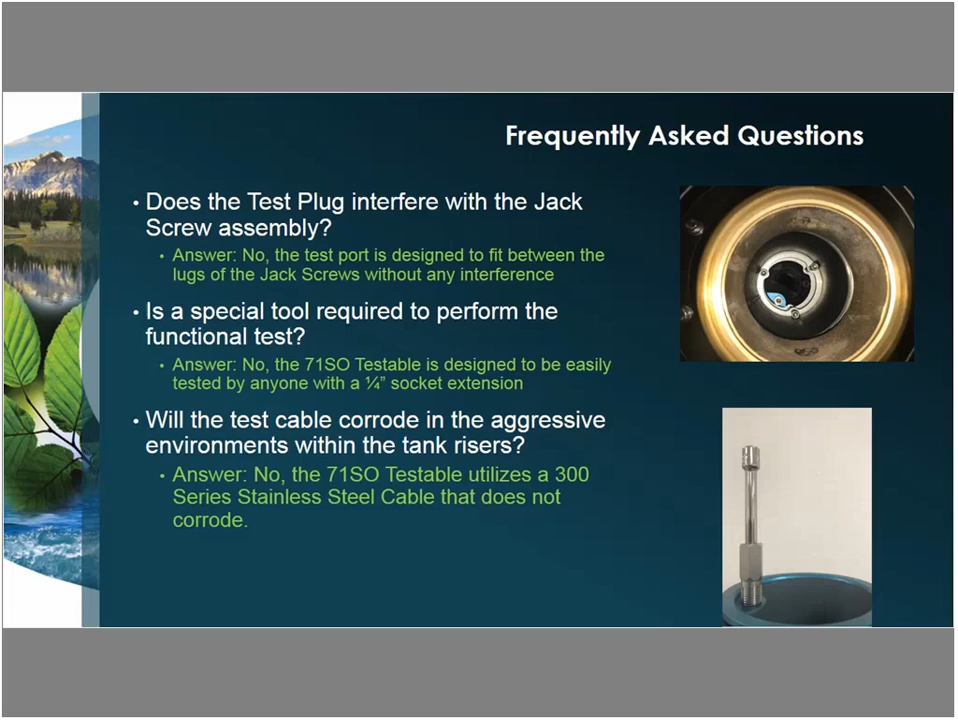 Frequently Asked Questions
• Does the Test Plug interfere with the Jack
Screw assembly?
• Answer: No, the test port is designed to fit between the
lugs of the Jack Screws without any interference
• Is a special tool required to perform the
functional test?
• Answer: No, the 71SO Testable is designed to be easily
tested by anyone with a ¼” socket extension
• Will the test cable corrode in the aggressive
environments within the tank risers?
• Answer: No, the 71SO Testable utilizes a 300
Series Stainless Steel Cable that does not
corrode.